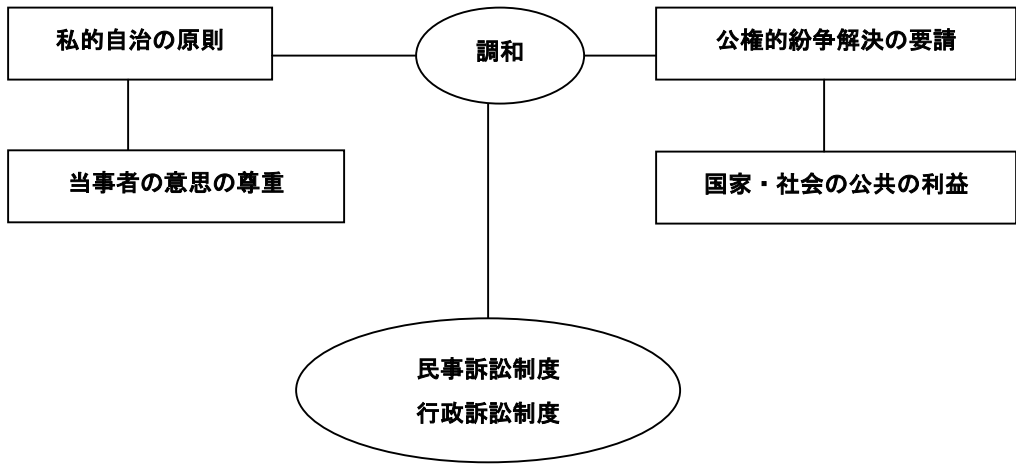 私的自治の原則
調和
公権的紛争解決の要請
当事者の意思の尊重
国家・社会の公共の利益
民事訴訟制度
行政訴訟制度